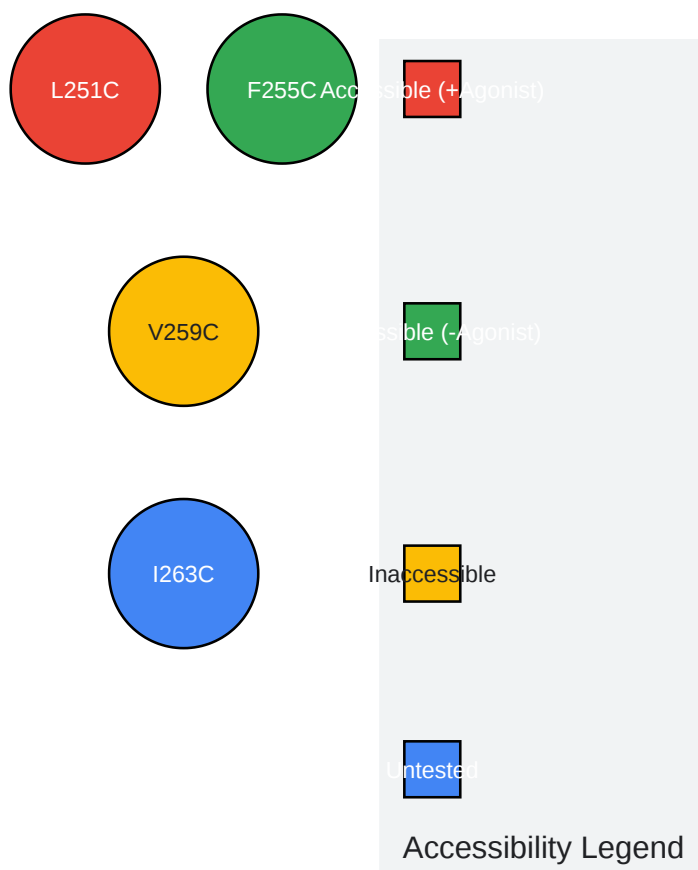 L251C
F255C
Accessible (+Agonist)
V259C
ssible (-Agonist)
I263C
Inaccessible
Untested
Accessibility Legend